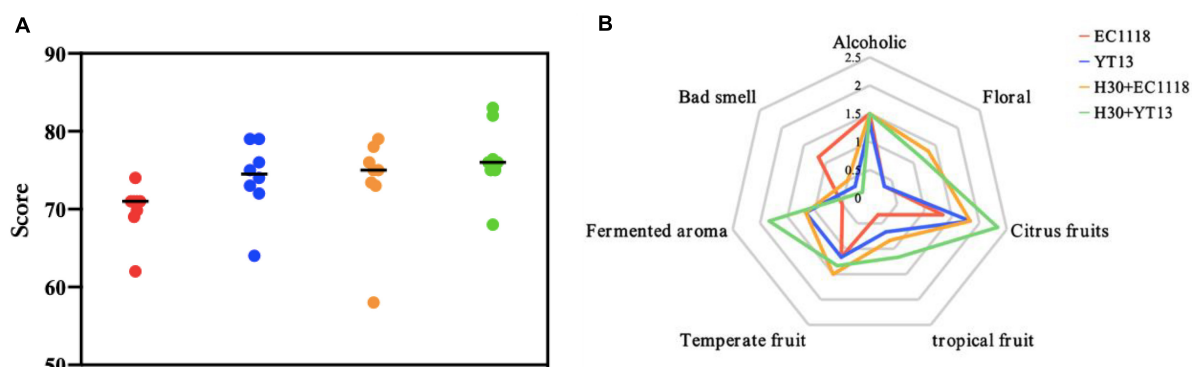 A
90
80
70
60
50
Score
B
Alcoholic
2.5
2
1.5
1
0.5
0
Floral
Citrus fruits
tropical fruit
Temperate fruit
Fermented aroma
Bad smell
EC1118
YT13
H30+EC1118
H30+YT13